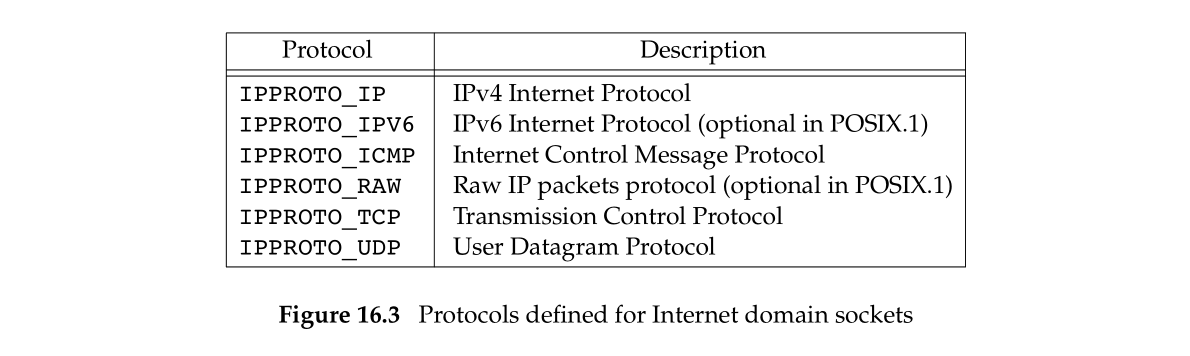 Protocol Description
IPPROTO_IP IPv4 Internet Protocol
IPPROTO_IPV6 IPv6 Internet Protocol (optional in POSIX.1)
IPPROTO_ICMP Internet Control Message Protocol
IPPROTO_RAW Raw IP packets protocol (optional in POSIX.1)
IPPROTO_TCP Transmission Control Protocol
IPPROTO_UDP User Datagram Protocol
Figure 16.3 Protocols defined for Internet domain sockets